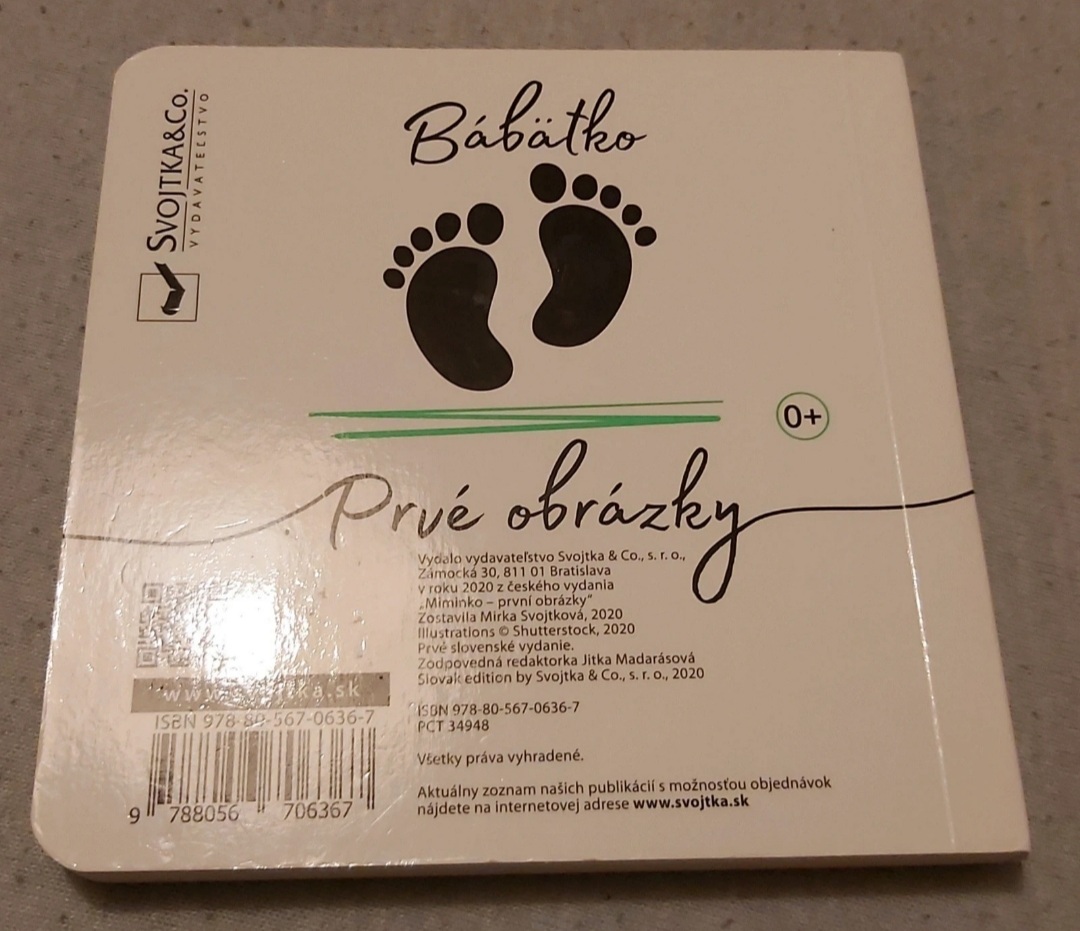 SVOJTKA&CO.
VYDAVATEĽSTVO
Bábätko
0+
Prvé obrázky
Vydalo vydavateľstvo Svojtka & Co., s. r. o.,
Zámocká 30, 811 01 Bratislava
v roku 2020 z českého vydania
„Miminko – první obrázky“
Zostavila Mirka Svojtková, 2020
Illustrations © Shutterstock, 2020
Prvé slovenské vydanie.
Zodpovedná redaktorka Jitka Madarásová
Slovak edition by Svojtka & Co., s. r. o., 2020
ISBN 978-80-567-0636-7
PCT 34948
Všetky práva vyhradené.
Aktuálny zoznam našich publikácií s možnosťou objednávok
nájdete na internetovej adrese www.svojtka.sk
www.svojtka.sk
ISBN 978-80-567-0636-7
9 788056 706367